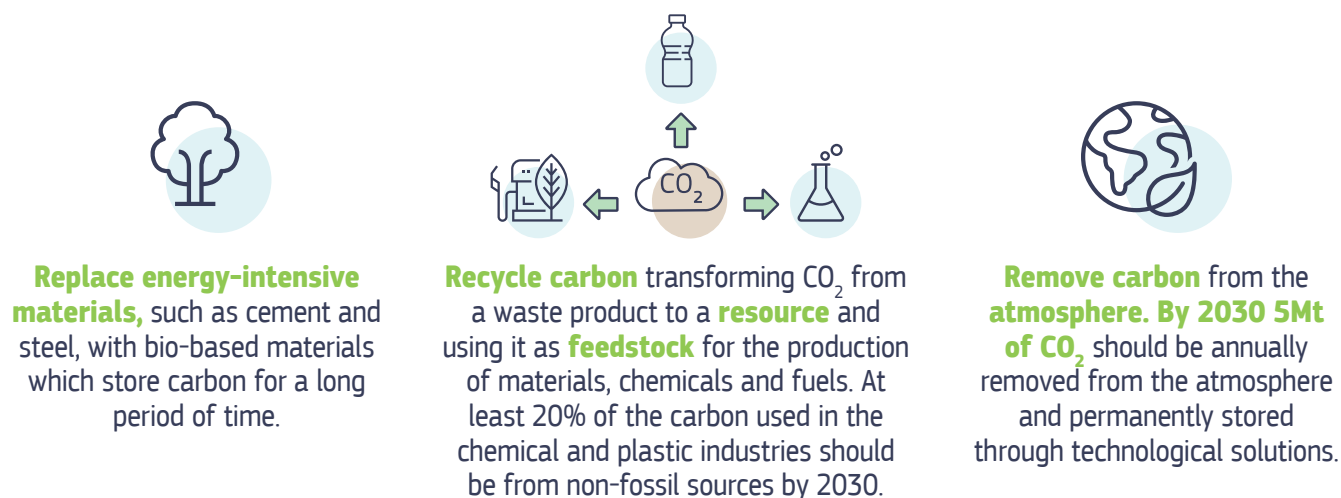 CO₂
Replace energy-intensive
materials, such as cement and
steel, with bio-based materials
which store carbon for a long
period of time.
Recycle carbon transforming CO₂ from
a waste product to a resource and
using it as feedstock for the production
of materials, chemicals and fuels. At
least 20% of the carbon used in the
chemical and plastic industries should
be from non-fossil sources by 2030.
Remove carbon from the
atmosphere. By 2030 5Mt
of CO₂ should be annually
removed from the atmosphere
and permanently stored
through technological solutions.